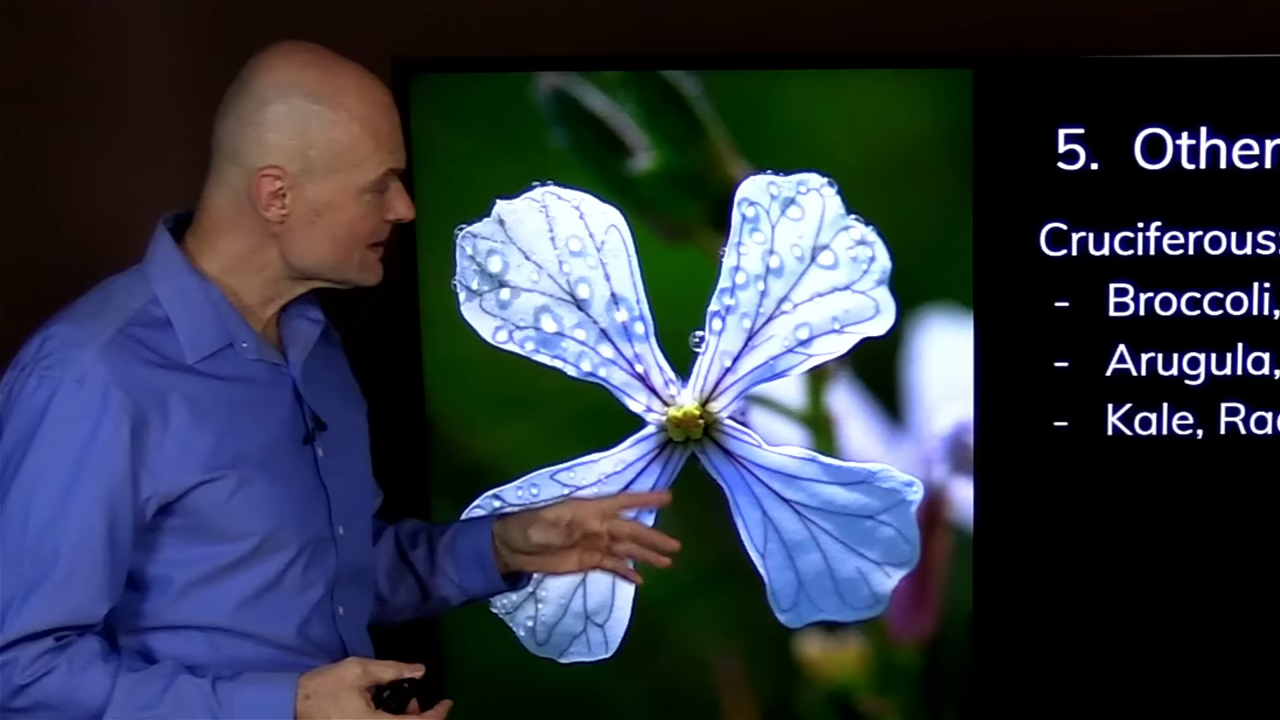 5. Other
Cruciferous:
- Broccoli,
- Arugula,
- Kale,